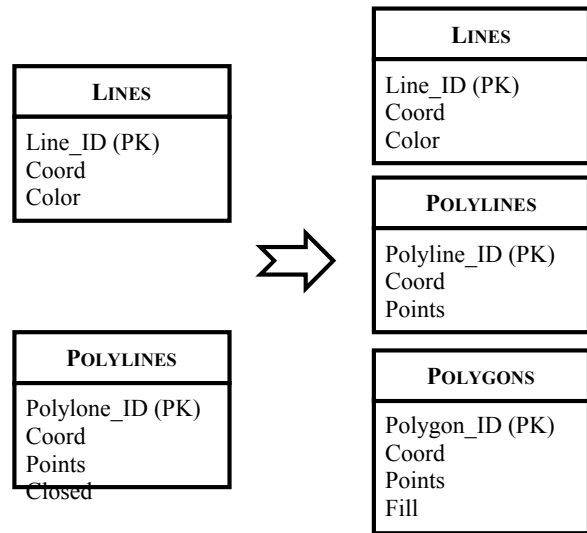 LINES
Line_ID (PK)
Coord
Color
POLYLINES
Polylone_ID (PK)
Coord
Points
Closed
LINES
Line_ID (PK)
Coord
Color
POLYLINES
Polyline_ID (PK)
Coord
Points
POLYGONS
Polygon_ID (PK)
Coord
Points
Fill